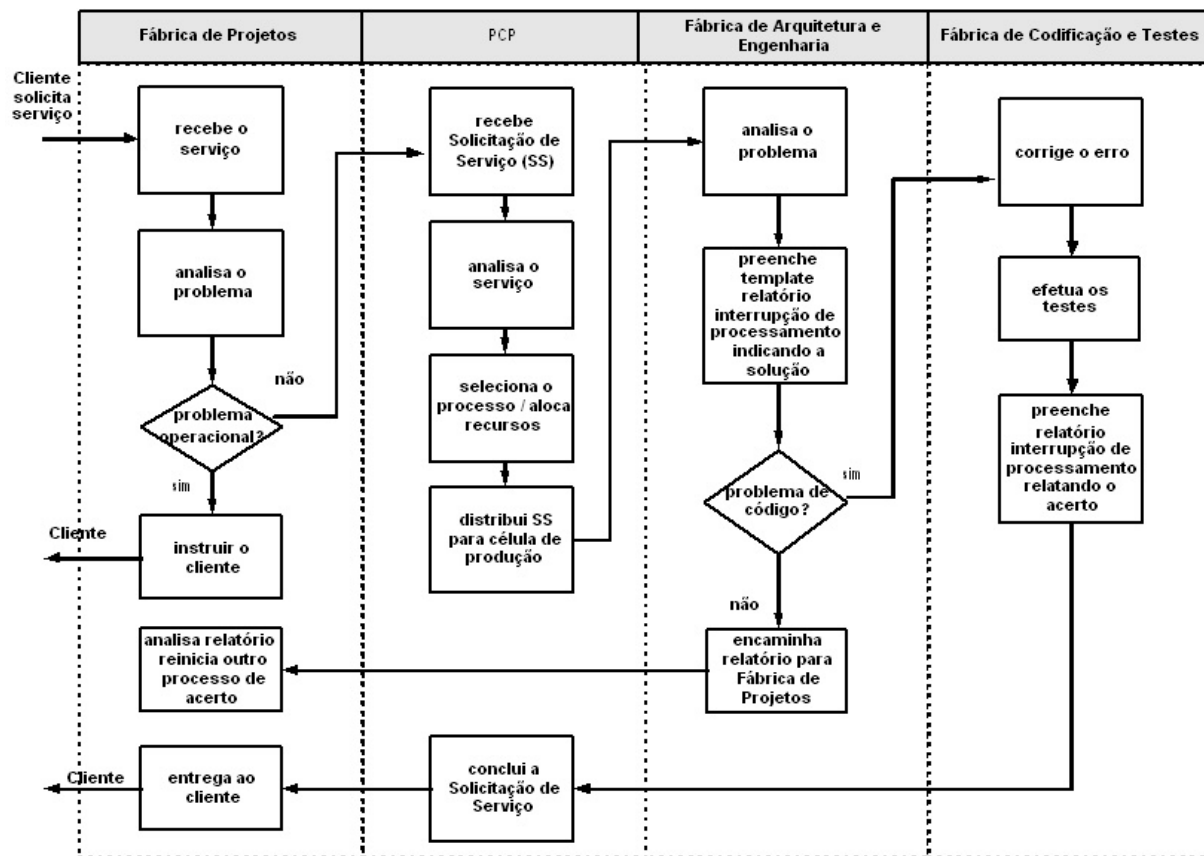 Fábrica de Projetos
PCP
Fábrica de Arquitetura e
Engenharia
Fábrica de Codificação e Testes
Cliente
solicita
serviço
recebe o
serviço
analisa o
problema
não
problema
operacional?
sim
Cliente
instruir o
cliente
analisa relatório
reinicia outro
processo de
acerto
Cliente
entrega ao
cliente
recebe
Solicitação de
Serviço (SS)
analisa o
serviço
seleciona o
processo / aloca
recursos
distribui SS
para célula de
produção
conclui a
Solicitação de
Serviço
analisa o
problema
preenche
template
relatório
interrupção de
processamento
indicando a
solução
problema de
código?
sim
não
encaminha
relatório para
Fábrica de
Projetos
corrige o erro
efetua os
testes
preenche
relatório
interrupção de
processamento
relatando o
acerto